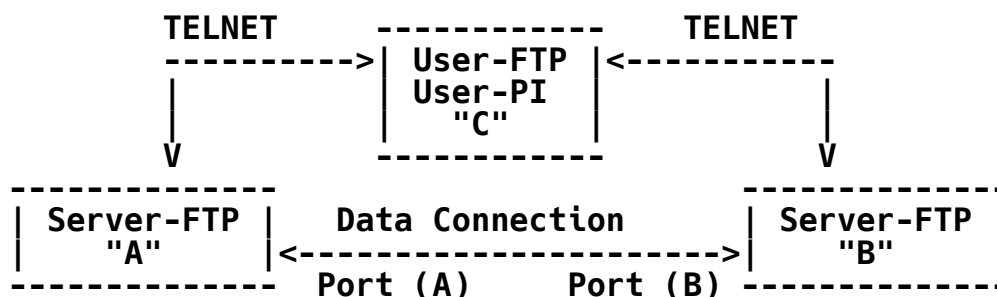 TELNET ------------ TELNET
---------->| User-FTP |<-----------
| | User-PI | |
| | "C" | |
V ------------ V
-------------- --------------
| Server-FTP | Data Connection | Server-FTP
| "A" |<---------------------->| "B"
-------------- Port (A) Port (B) --------------